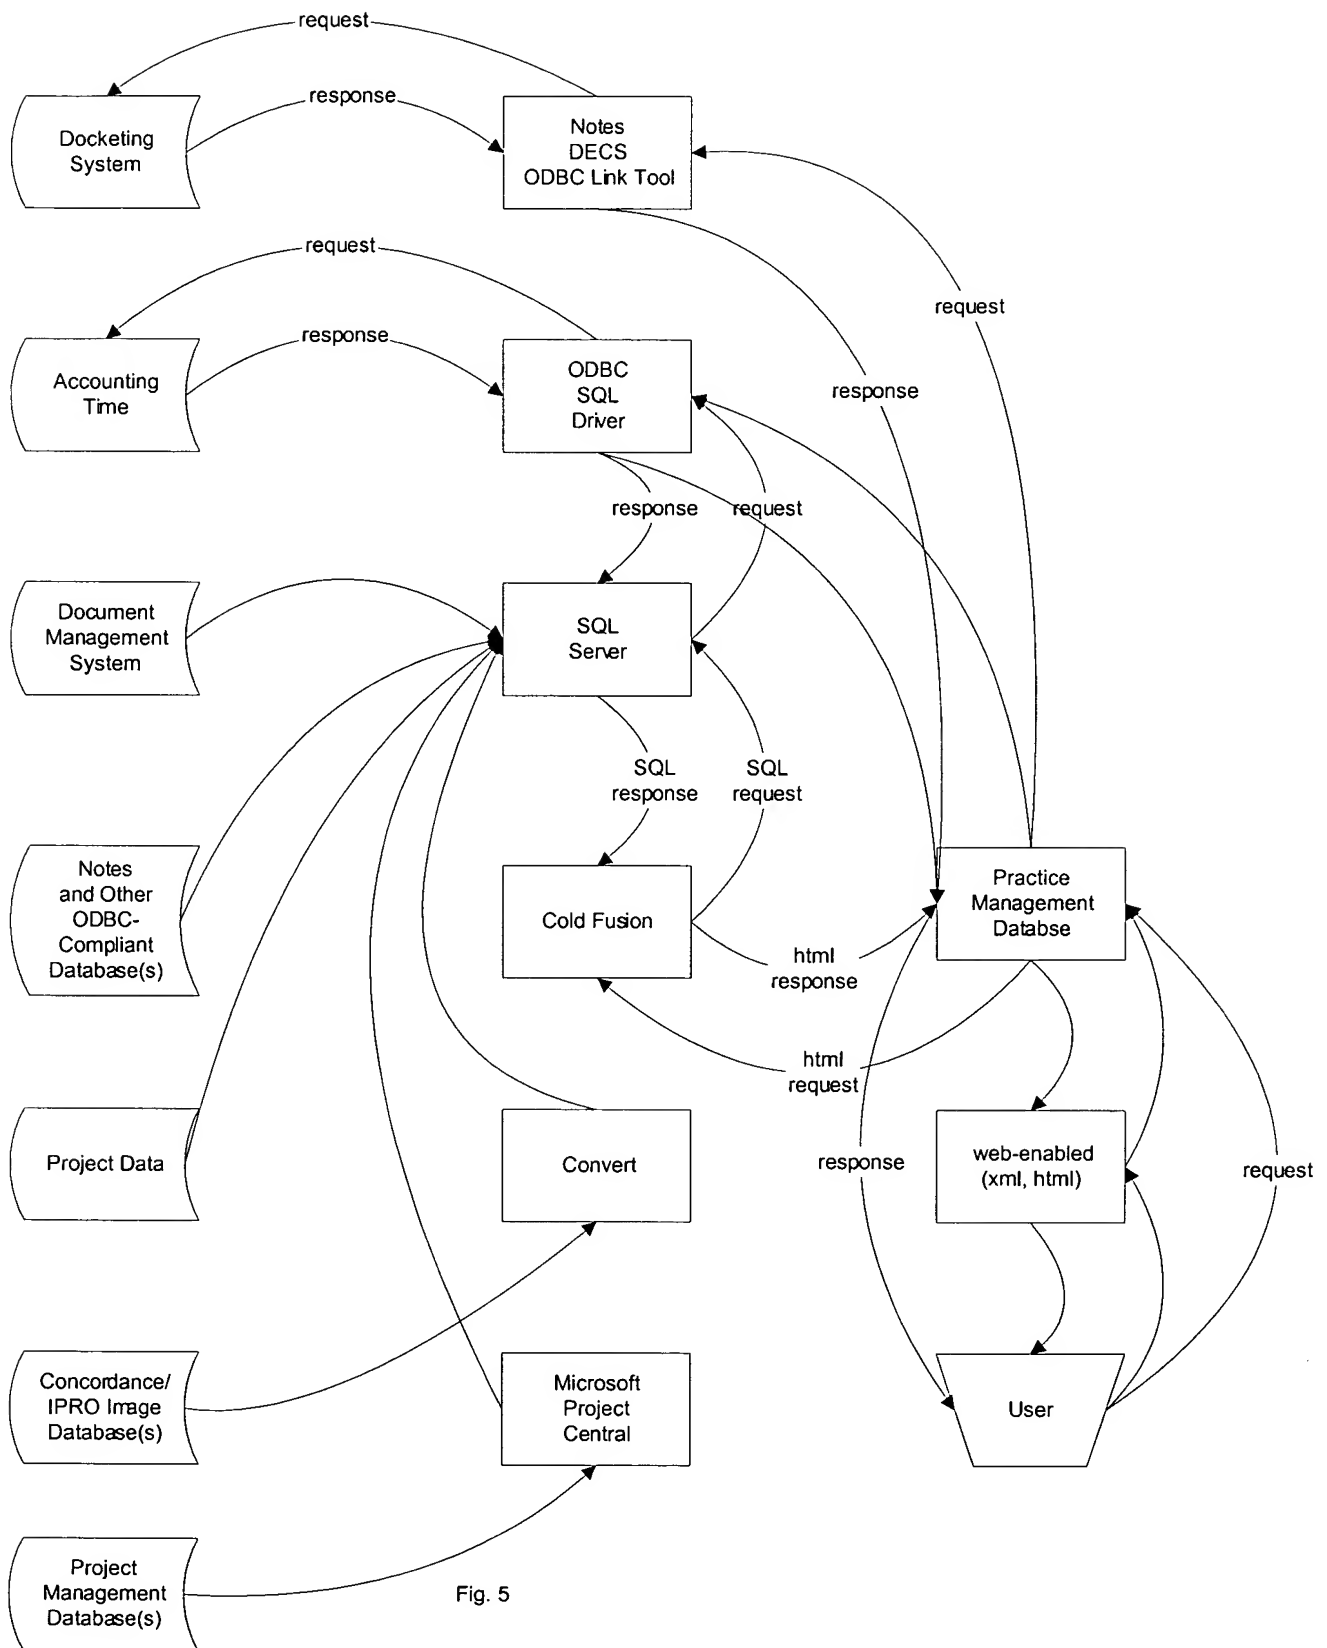 request
Docketing
System
response
Notes
DECS
ODBC Link Tool
request
request
response
Accounting
Time
response
ODBC
SQL
Driver
response
request
Document
Management
System
SQL
Server
SQL
response
SQL
request
Notes
and Other
ODBC-
Compliant
Database(s)
Cold Fusion
html
response
Practice
Management
Databse
html
request
Project Data
Convert
response
web-enabled
(xml, html)
request
Concordance/
IPRO Image
Database(s)
Microsoft
Project
Central
User
Project
Management
Database(s)
Fig. 5